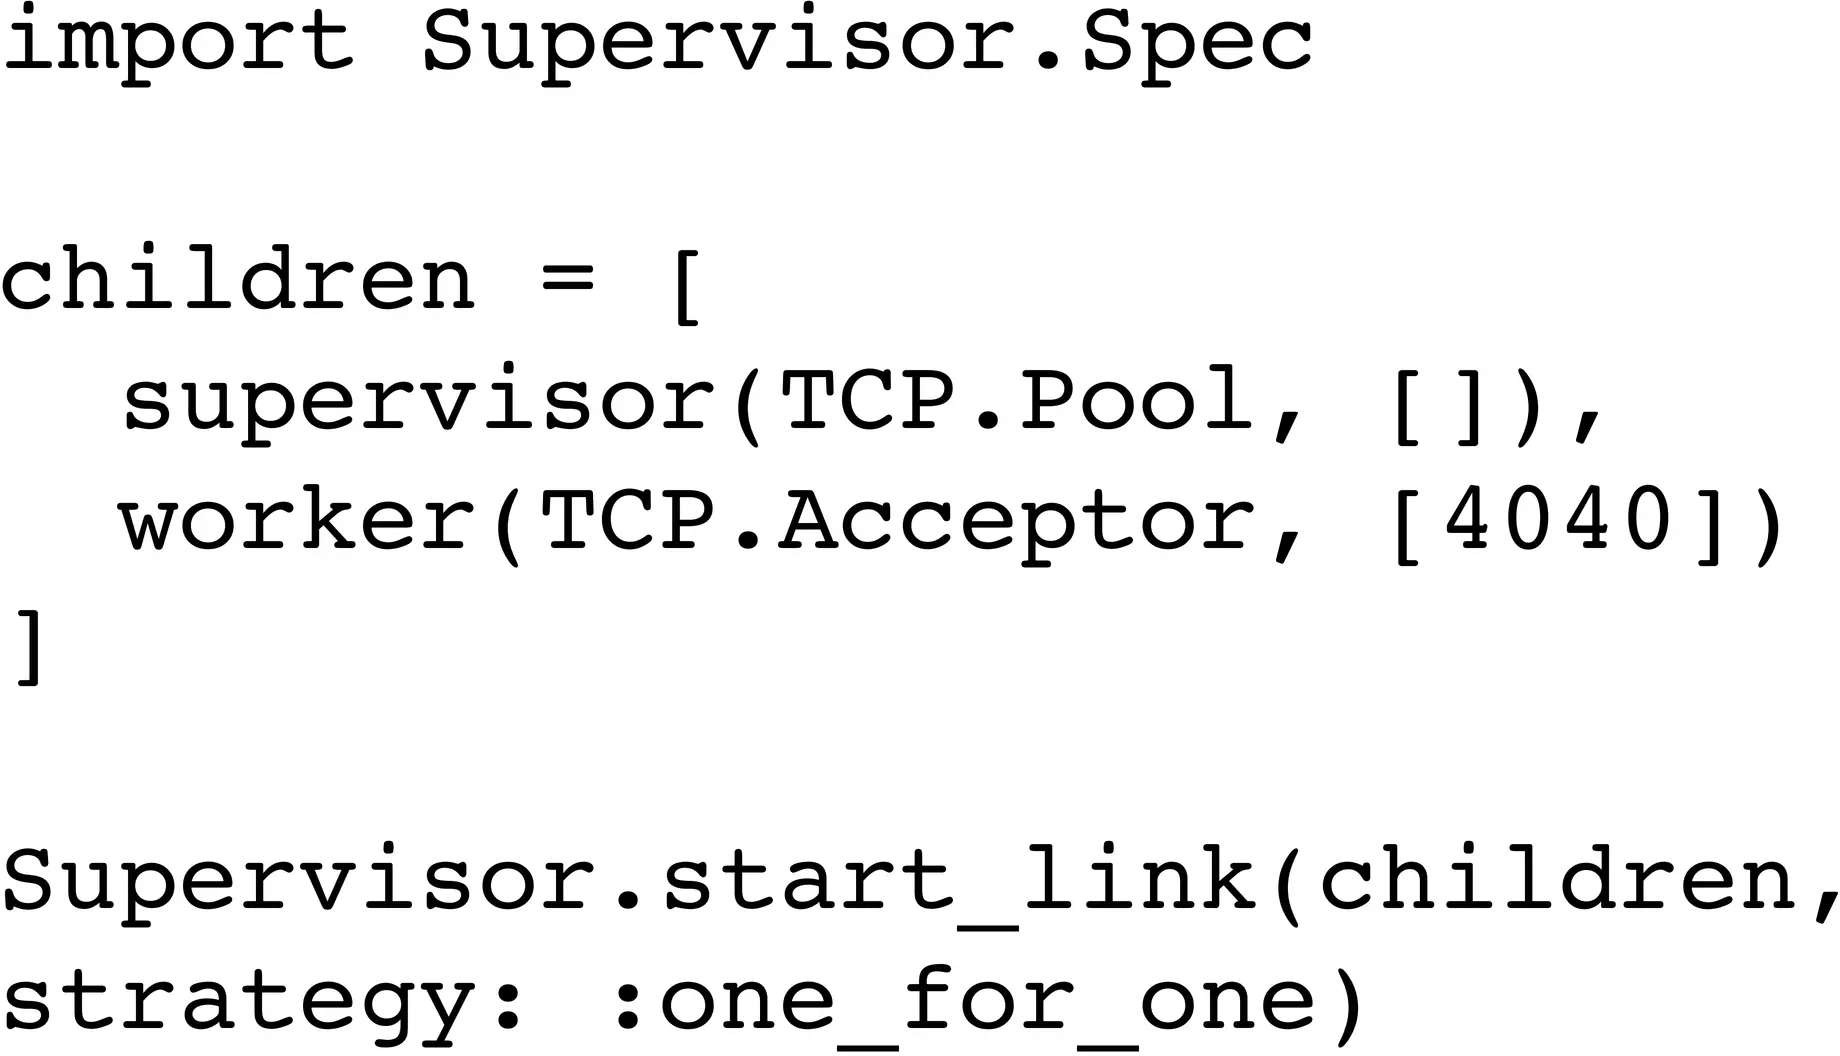 import Supervisor.Spec

children = [
  supervisor(TCP.Pool, []),
  worker(TCP.Acceptor, [4040])
]

Supervisor.start_link(children,
strategy: :one_for_one)